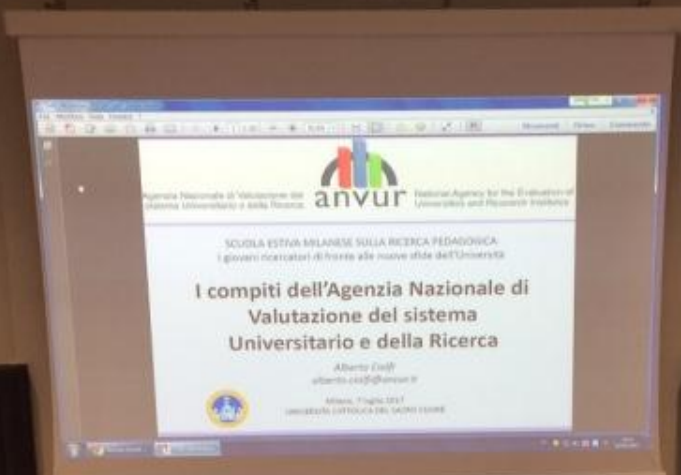 Agenzia Nazionale di Valutazione del
sistema Universitario e della Ricerca
anvur
National Agency for the Evaluation of
Universities and Research Institutes
SCUOLA ESTIVA MILANESE SULLA RICERCA PEDAGOGICA
I giovani ricercatori di fronte alle nuove sfide dell'Università
I compiti dell'Agenzia Nazionale di
Valutazione del sistema
Universitario e della Ricerca
Alberto Ciolfi
alberto.ciolfi@anvur.it
Milano, 7 luglio 2017
UNIVERSITÀ CATTOLICA DEL SACRO CUORE